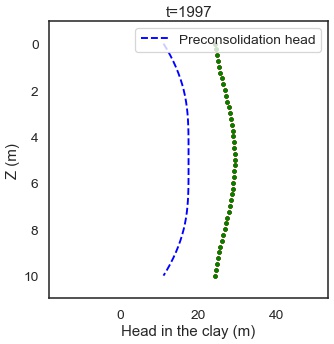 t=1997
Preconsolidation head
0
2
4
6
8
10
Z (m)
0
20
40
Head in the clay (m)